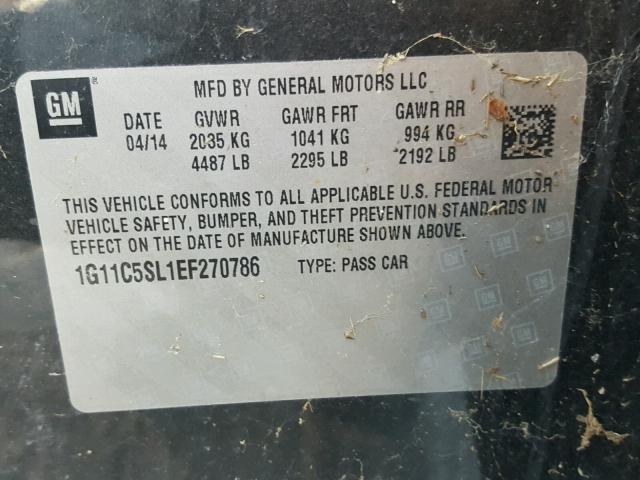 GM
MFD BY GENERAL MOTORS LLC
DATE GVWR GAWR FRT GAWR RR
04/14 2035 KG 1041 KG 994 KG
4487 LB 2295 LB 2192 LB
THIS VEHICLE CONFORMS TO ALL APPLICABLE U.S. FEDERAL MOTOR
VEHICLE SAFETY, BUMPER, AND THEFT PREVENTION STANDARDS IN
EFFECT ON THE DATE OF MANUFACTURE SHOWN ABOVE.
1G11C5SL1EF270786 TYPE: PASS CAR